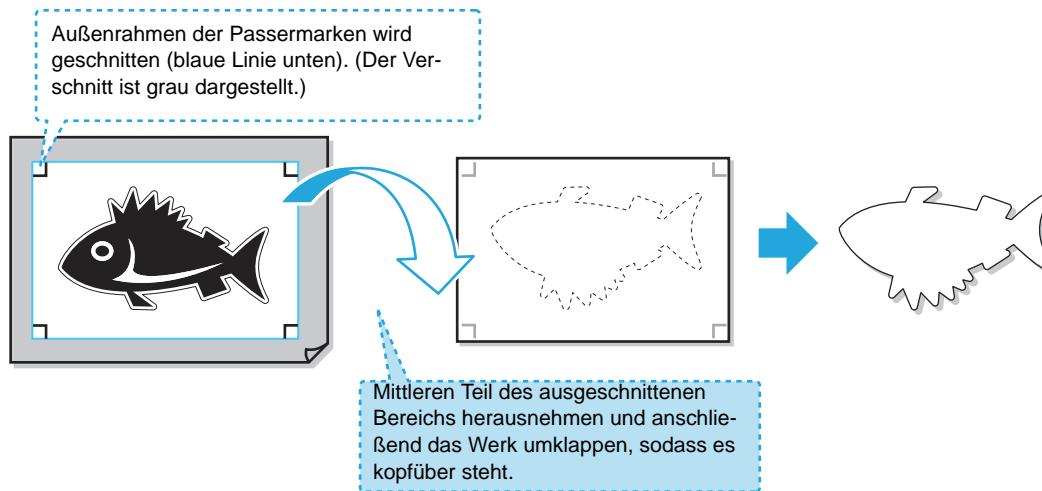 Außenrahmen der Passermarken wird
geschnitten (blaue Linie unten). (Der Ver-
schnitt ist grau dargestellt.)
Mittleren Teil des ausgeschnittenen
Bereichs herausnehmen und anschlie-
ßend das Werk umklappen, sodass es
kopfüber steht.